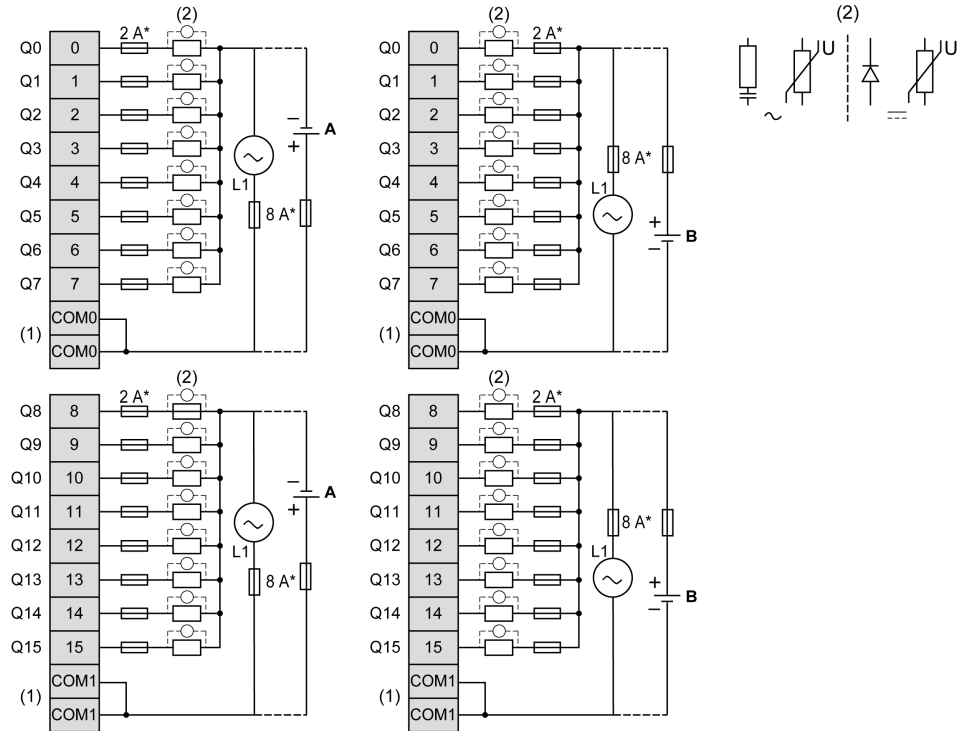 (2)
Q0 0 2 A*
Q1 1
Q2 2
Q3 3
Q4 4
Q5 5
Q6 6
Q7 7
COM0
(1) COM0
L1
8 A*
− A
+
(2)
Q0 0 2 A*
Q1 1
Q2 2
Q3 3
Q4 4
Q5 5
Q6 6
Q7 7
COM0
(1) COM0
8 A*
L1
+ B
−
(2)
U U
(2)
Q8 8 2 A*
Q9 9
Q10 10
Q11 11
Q12 12
Q13 13
Q14 14
Q15 15
COM1
(1) COM1
L1
8 A*
− A
+
(2)
Q8 8 2 A*
Q9 9
Q10 10
Q11 11
Q12 12
Q13 13
Q14 14
Q15 15
COM1
(1) COM1
8 A*
L1
+ B
−